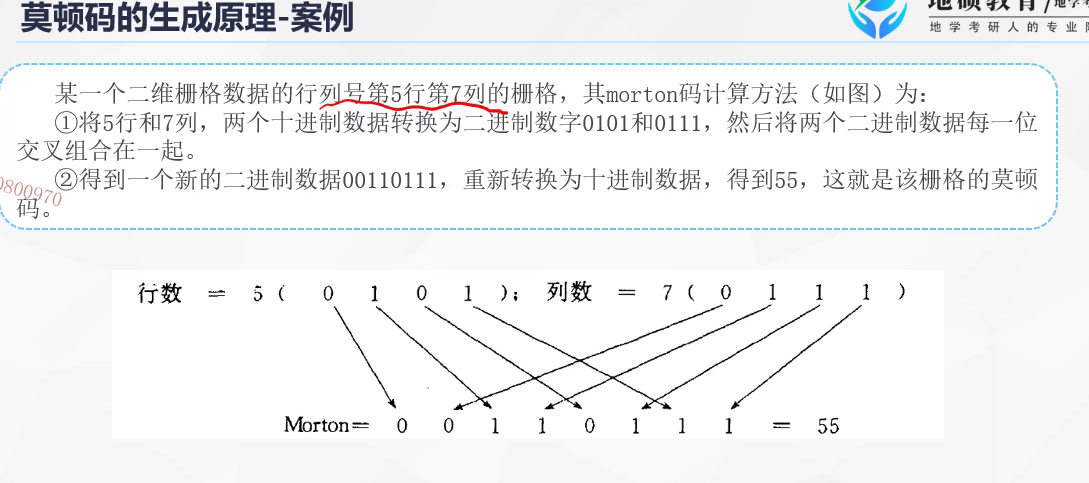 莫顿码的生成原理-案例
地硕教育/地学考
地学考研人的专业
某一个二维栅格数据的行列号第5行第7列的栅格，其morton码计算方法（如图）为：
①将5行和7列，两个十进制数据转换为二进制数字0101和0111，然后将两个二进制数据每一位
交叉组合在一起。
②得到一个新的二进制数据00110111，重新转换为十进制数据，得到55，这就是该栅格的莫顿
码。
0800970
行数 = 5 ( 0 1 0 1 ); 列数 = 7 ( 0 1 1 1 )
Morton= 0 0 1 1 0 1 1 1 = 55